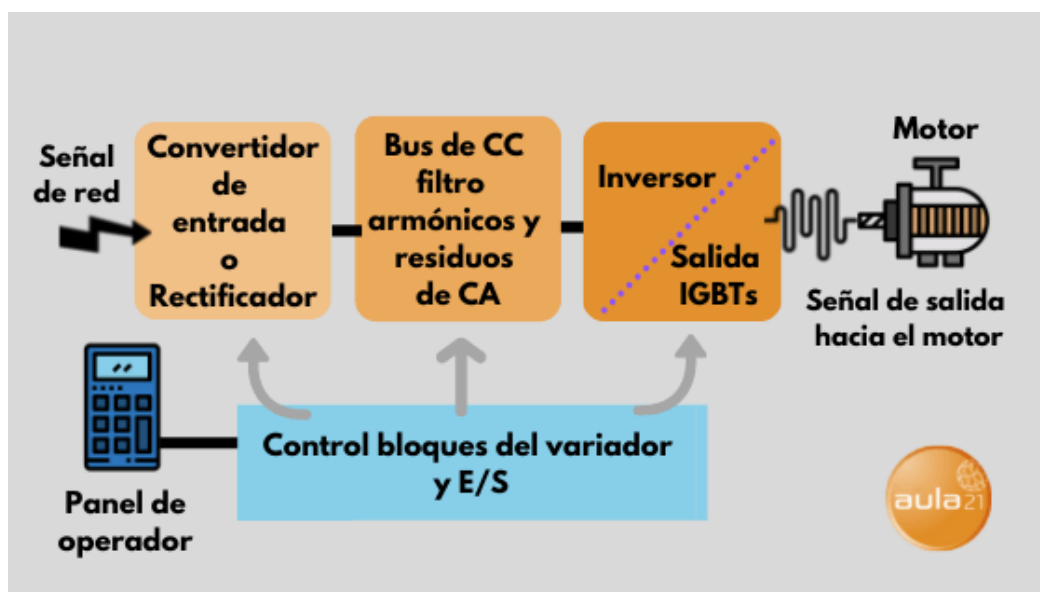 Señal
de red
Convertidor
de
entrada
o
Rectificador
Bus de CC
filtro
armónicos y
residuos
de CA
Inversor
Salida
IGBTs
Motor
Señal de salida
hacia el motor
Panel de
operador
Control bloques del variador
y E/S
aula21